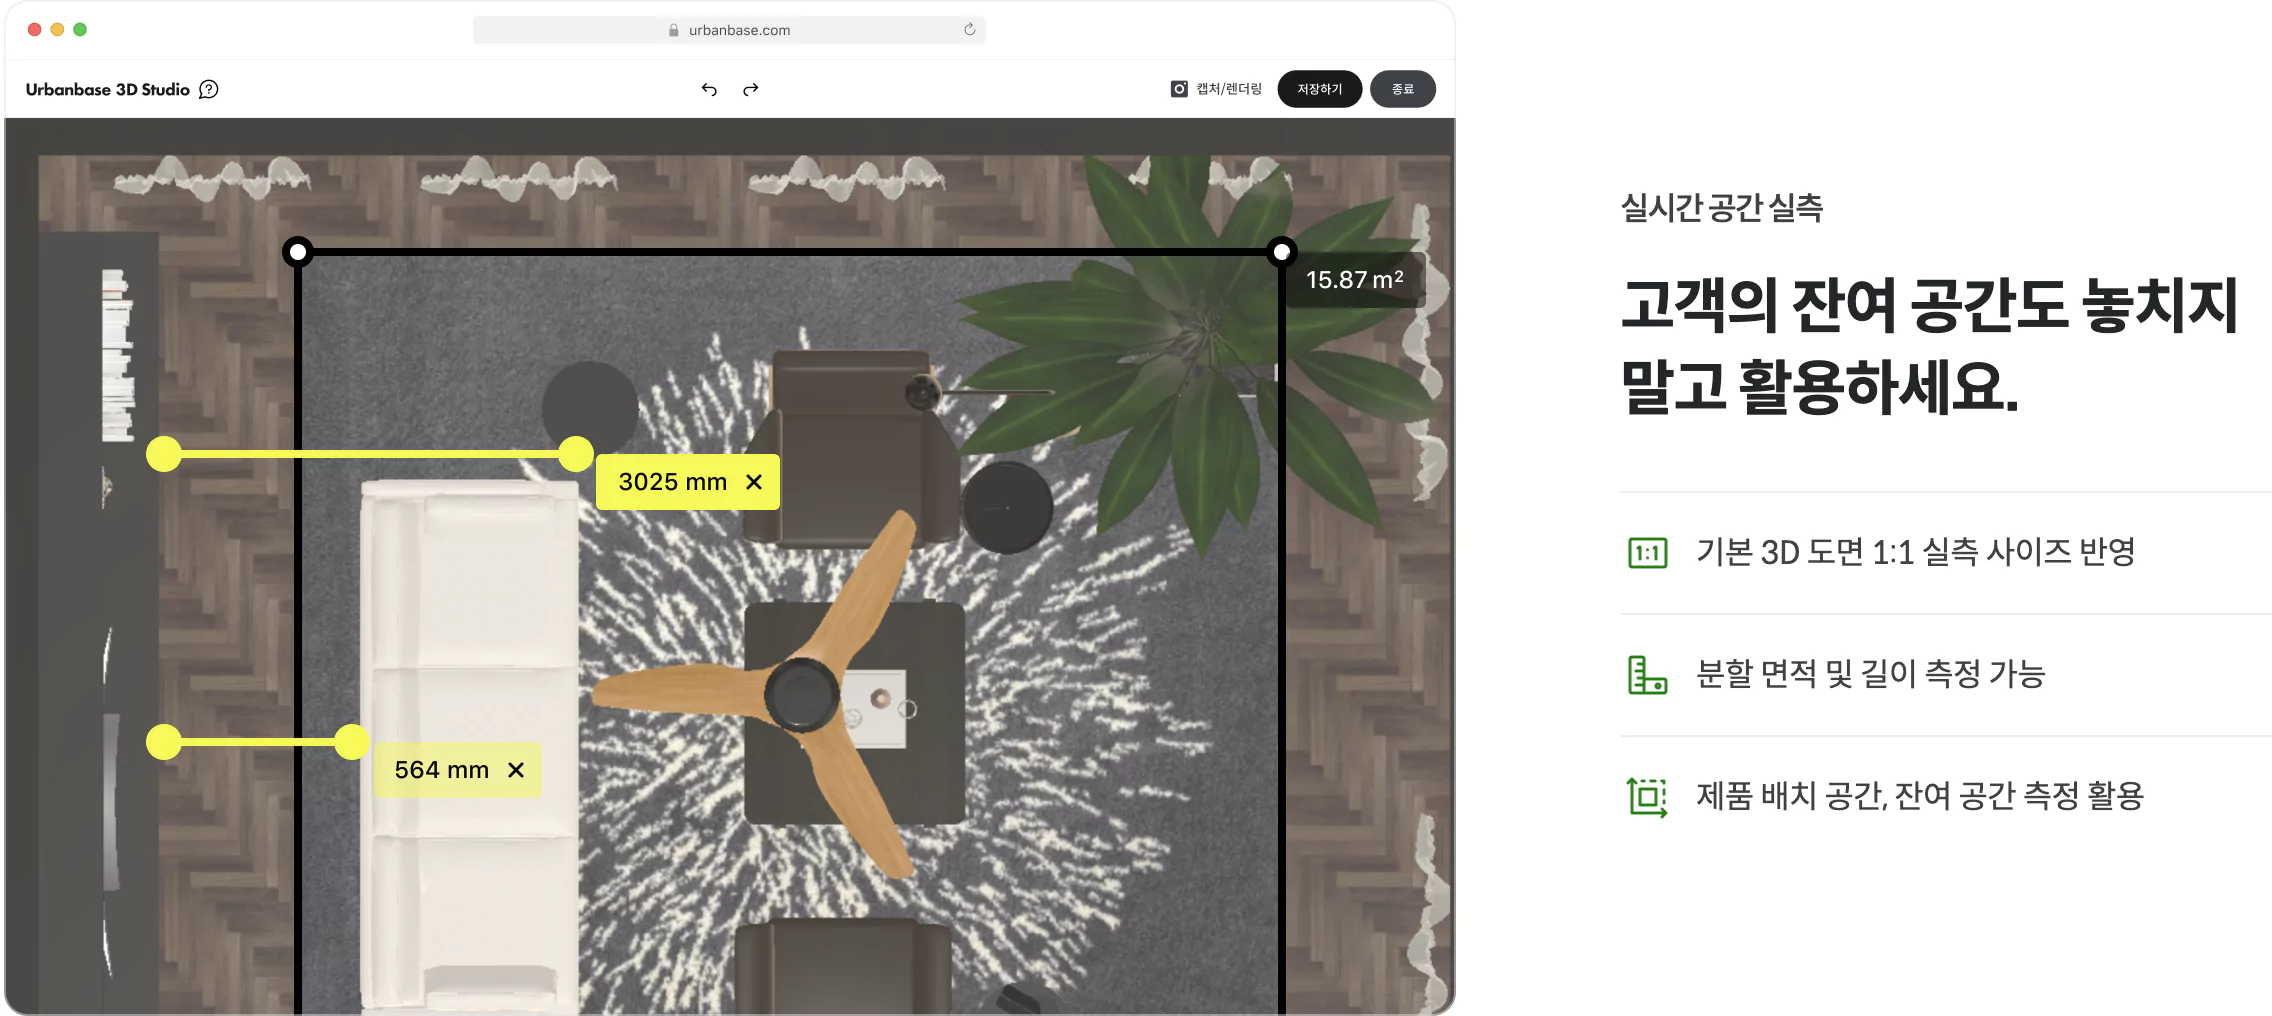 urbanbase.com
Urbanbase 3D Studio
캡처/렌더링
저장하기
종료
15.87 m²
3025 mm
564 mm
실시간 공간 실측
고객의 잔여 공간도 놓치지
말고 활용하세요.
1:1 기본 3D 도면 1:1 실측 사이즈 반영
분할 면적 및 길이 측정 가능
제품 배치 공간, 잔여 공간 측정 활용